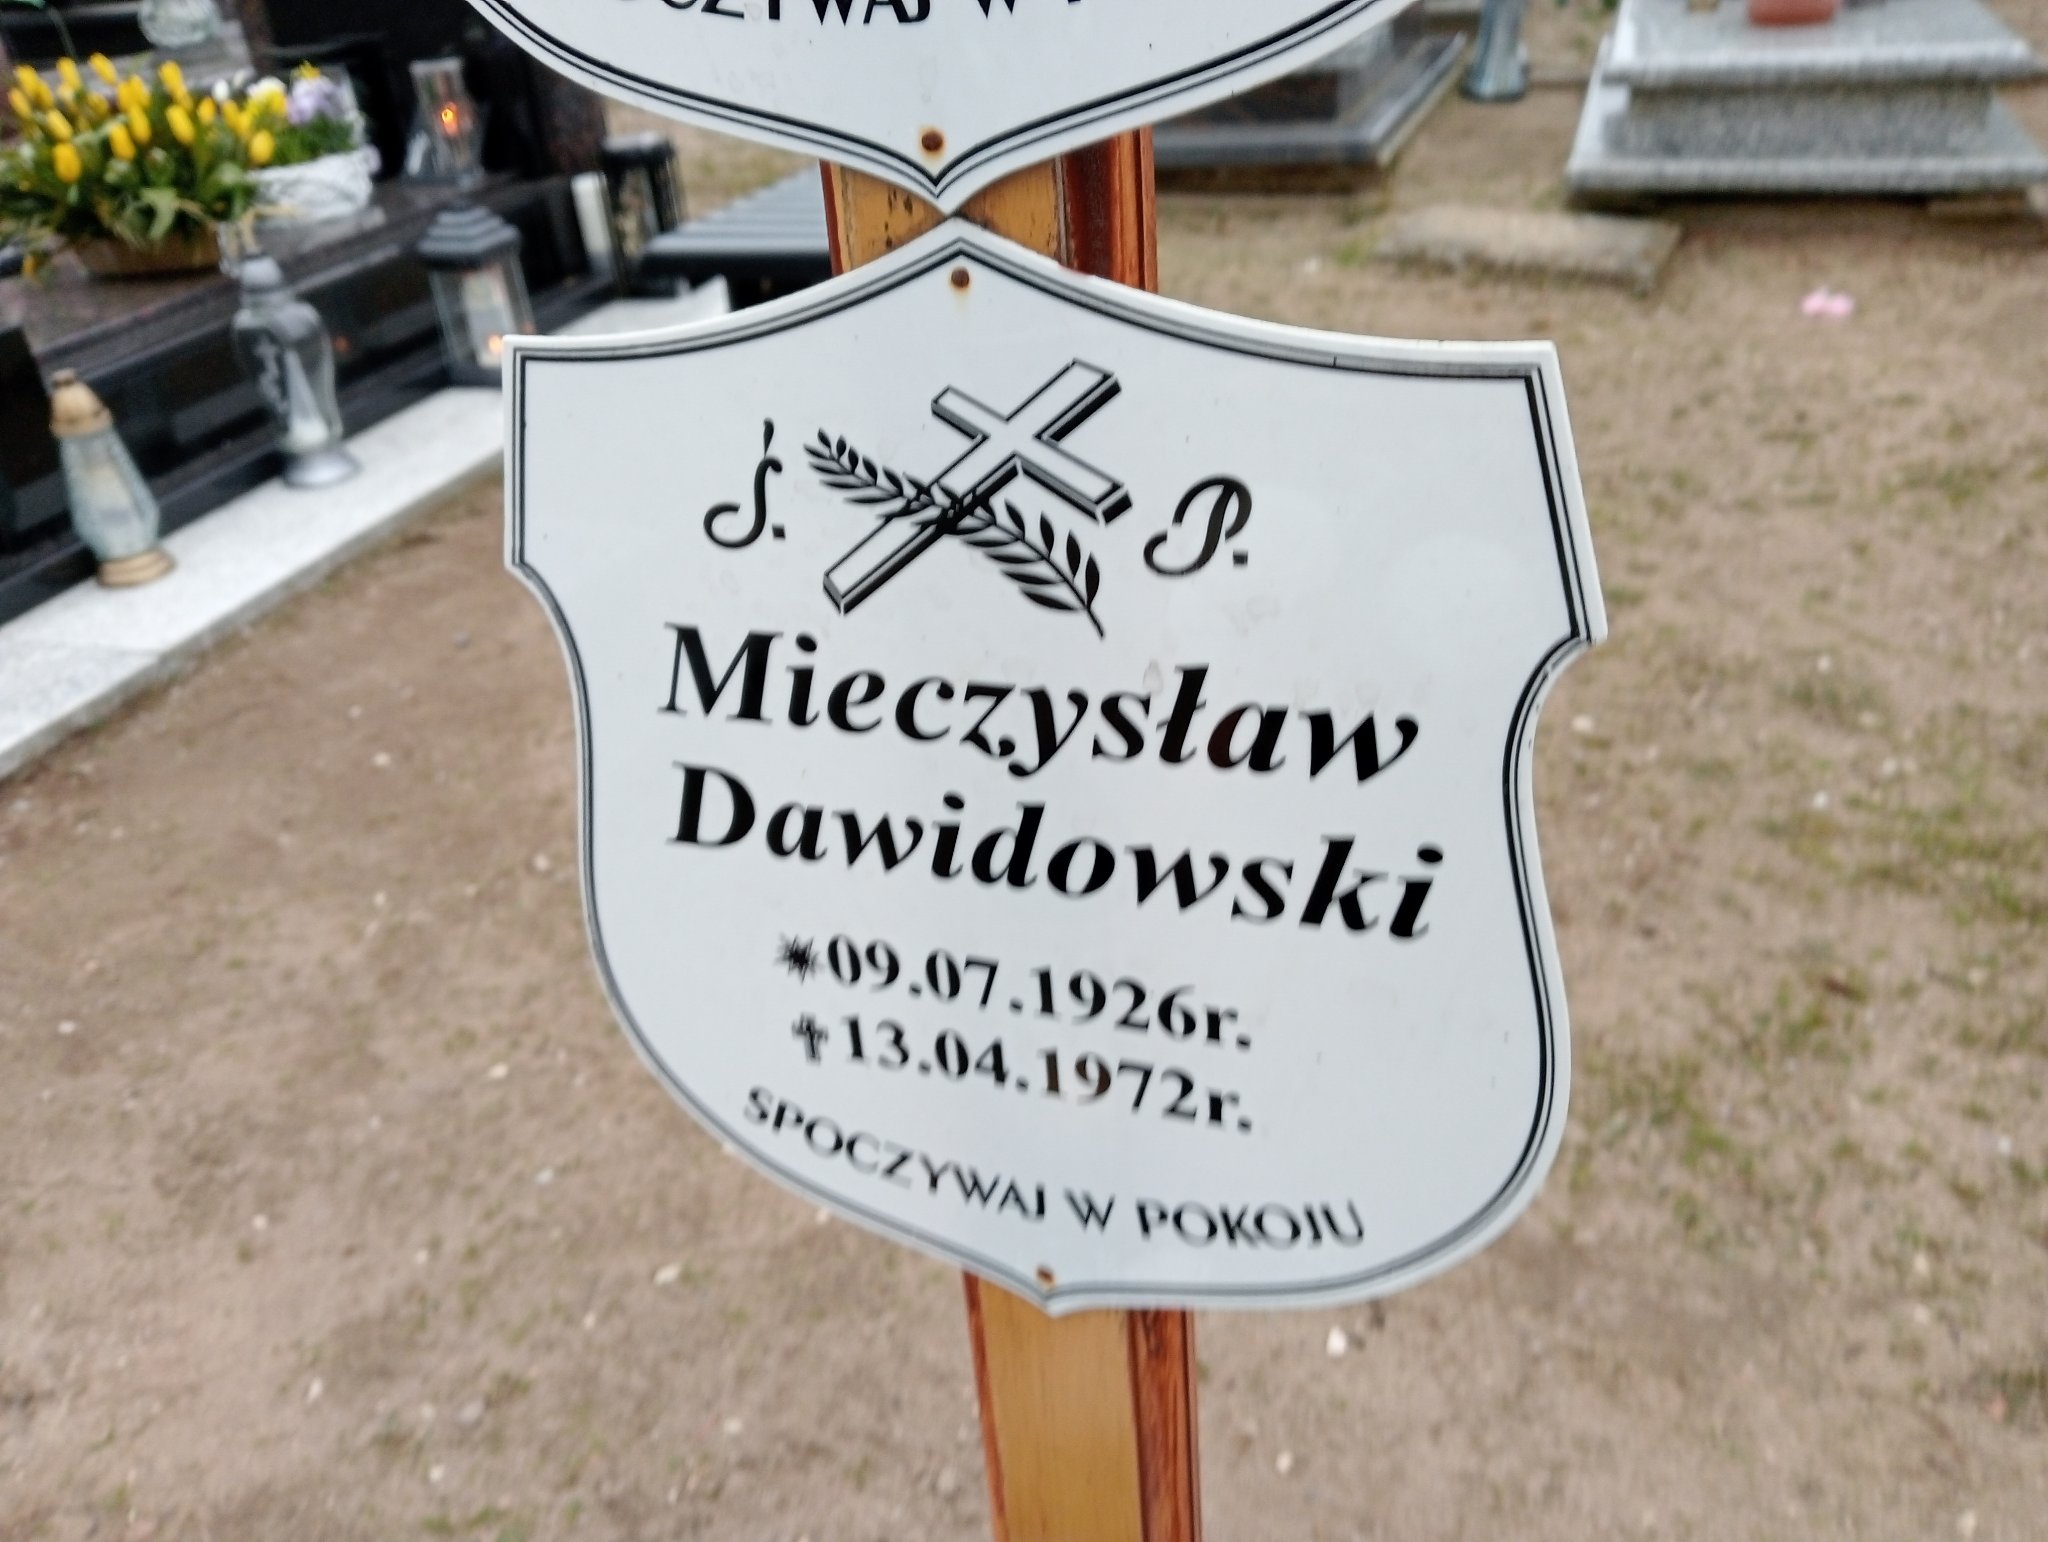 Ś. P.
Mieczysław
Dawidowski
*09.07.1926r.
✝13.04.1972r.
SPOCZYWAJ W POKOJU